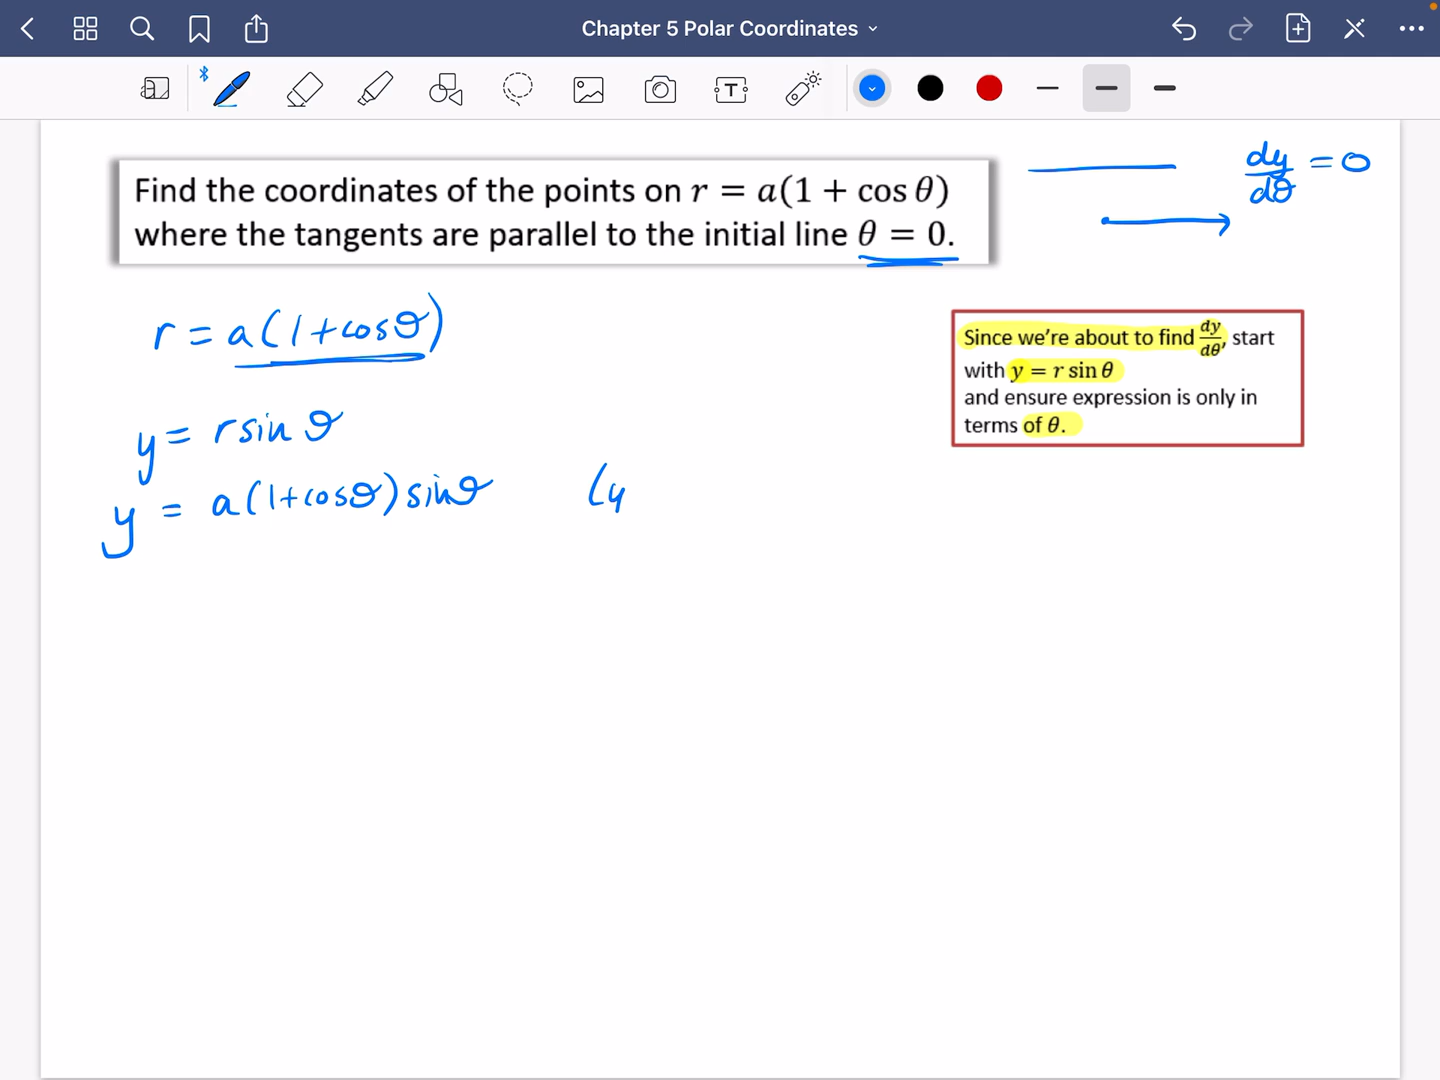 Chapter 5 Polar Coordinates
Find the coordinates of the points on r = a(1 + cos θ)
where the tangents are parallel to the initial line θ = 0.
dy/dθ = 0
r = a(1+cosθ)
Since we're about to find dy/dθ, start
with y = r sin θ
and ensure expression is only in
terms of θ.
y = r sin θ
y = a(1+cosθ) sinθ (y